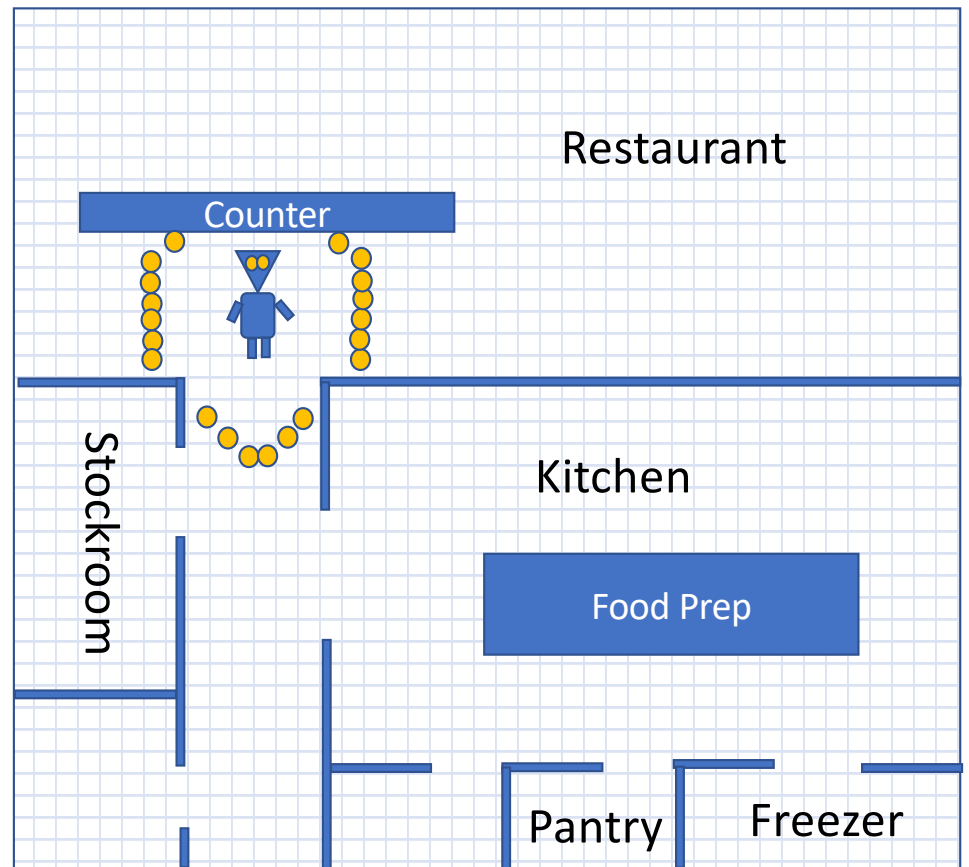 Restaurant
Counter
Stockroom
Kitchen
Food Prep
Pantry
Freezer